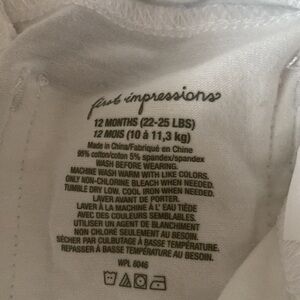 first impressions
12 MONTHS (22-25 LBS)
12 MOIS (10 à 11,3 kg)
Made in China/Fabriqué en Chine
95% cotton/coton 5% spandex/spandex
WASH BEFORE WEARING.
MACHINE WASH WARM WITH LIKE COLORS.
ONLY NON-CHLORINE BLEACH WHEN NEEDED.
TUMBLE DRY LOW. COOL IRON WHEN NEEDED.
LAVER AVANT DE PORTER.
LAVER À LA MACHINE À L'EAU TIÈDE
AVEC DES COULEURS SEMBLABLES.
UTILISER UN AGENT DE BLANCHIMENT
NON CHLORÉ SEULEMENT AU BESOIN.
SÉCHER PAR CULBUTAGE À BASSE TEMPÉRATURE.
REPASSER À BASSE TEMPÉRATURE AU BESOIN.
WPL 6046